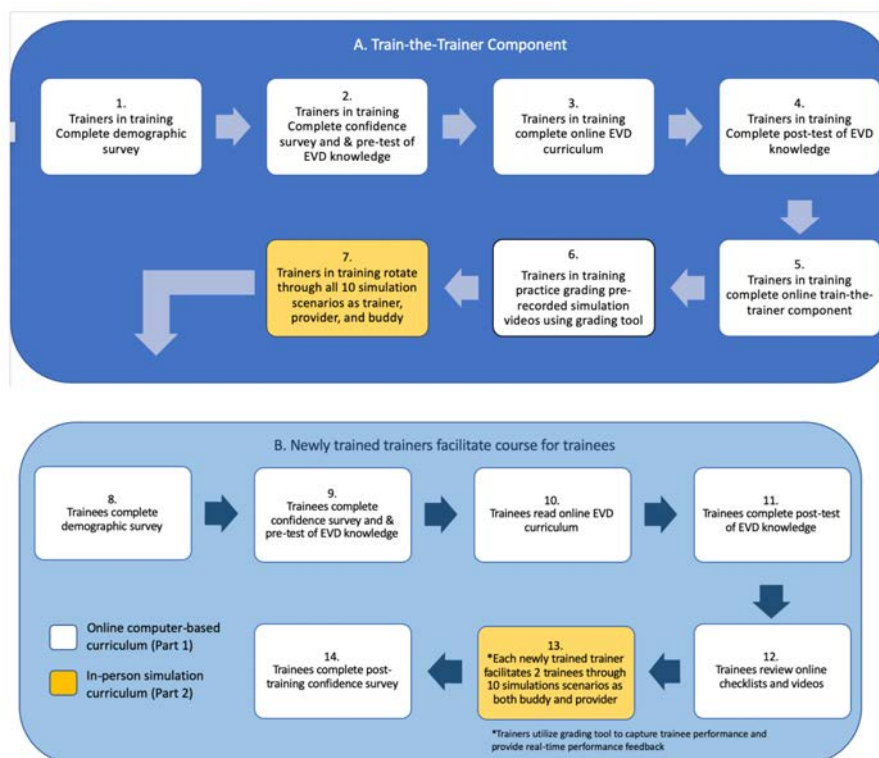 A. Train-the-Trainer Component
1.
Trainers in training
Complete demographic
survey
2.
Trainers in training
Complete confidence
survey and & pre-test of
EVD knowledge
3.
Trainers in training
complete online EVD
curriculum
4.
Trainers in training
Complete post-test of EVD
knowledge
5.
Trainers in training
complete online train-the-
trainer component
6.
Trainers in training
practice grading pre-
recorded simulation
videos using grading tool
7.
Trainers in training rotate
through all 10 simulation
scenarios as trainer,
provider, and buddy
B. Newly trained trainers facilitate course for trainees
8.
Trainees complete
demographic survey
9.
Trainees complete
confidence survey and &
pre-test of EVD knowledge
10.
Trainees read online EVD
curriculum
11.
Trainees complete post-test
of EVD knowledge
12.
Trainees review online
checklists and videos
13.
*Each newly trained trainer
facilitates 2 trainees through
10 simulations scenarios as
both buddy and provider
14.
Trainees complete post-
training confidence survey
Online computer-based
curriculum (Part 1)
In-person simulation
curriculum (Part 2)
*Trainers utilize grading tool to capture trainee performance and
provide real-time performance feedback